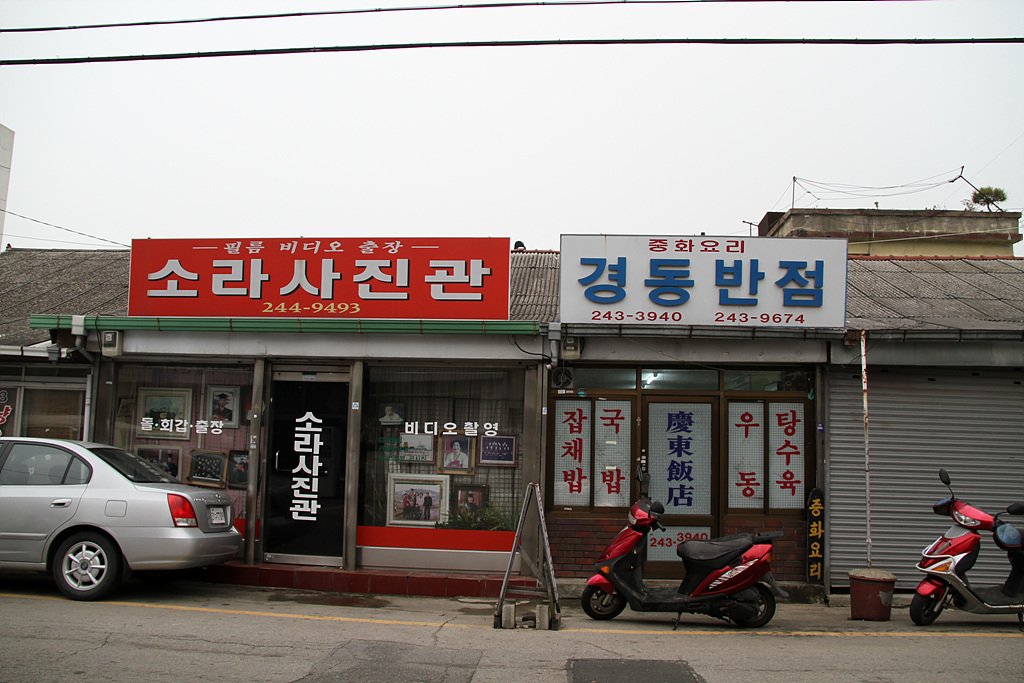 필름 비디오 출장
소라사진관
244-9493
중화요리
경동반점
243-3940 243-9674
돌·회갑·출장
소라사진관
비디오촬영
잡채밥
국밥
慶東飯店
243-3940
우동
탕수육
중화요리